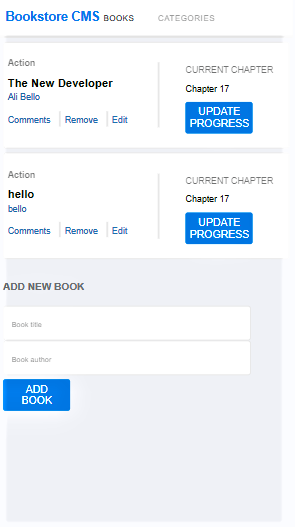 Bookstore CMS BOOKS CATEGORIES
Action
The New Developer
Ali Bello
Comments Remove Edit
CURRENT CHAPTER
Chapter 17
UPDATE
PROGRESS
Action
hello
bello
Comments Remove Edit
CURRENT CHAPTER
Chapter 17
UPDATE
PROGRESS
ADD NEW BOOK
Book title
Book author
ADD
BOOK